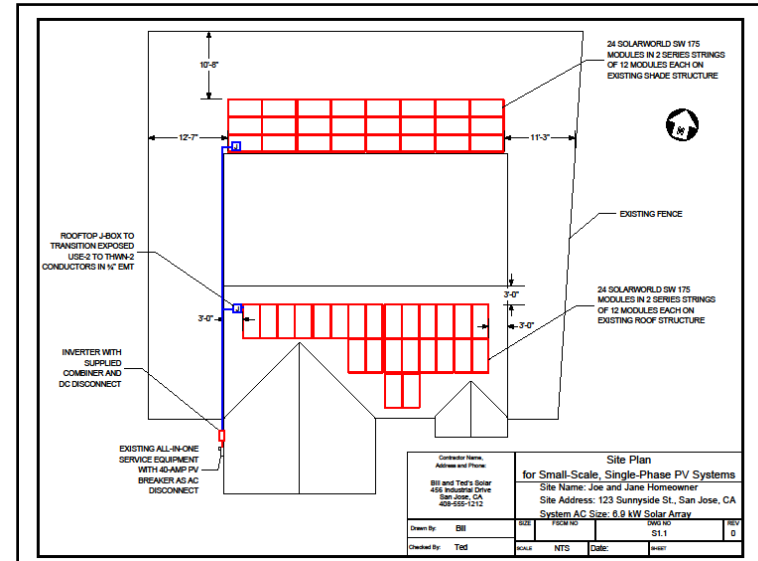 24 SOLARWORLD SW 175
MODULES IN 2 SERIES STRINGS
OF 12 MODULES EACH ON
EXISTING SHADE STRUCTURE
10'-8"
12'-7"
11'-3"
N
J
EXISTING FENCE
ROOFTOP J-BOX TO
TRANSITION EXPOSED
USE-2 TO THWN-2
CONDUCTORS IN ¾" EMT
J
3'-0"
3'-0"
3'-0"
24 SOLARWORLD SW 175
MODULES IN 2 SERIES STRINGS
OF 12 MODULES EACH ON
EXISTING ROOF STRUCTURE
INVERTER WITH
SUPPLIED
COMBINER AND
DC DISCONNECT
EXISTING ALL-IN-ONE
SERVICE EQUIPMENT
WITH 40-AMP PV
BREAKER AS AC
DISCONNECT
Contractor Name,
Address and Phone:
Bill and Ted's Solar
456 Industrial Drive
San Jose, CA
408-555-1212
Site Plan
for Small-Scale, Single-Phase PV Systems
Site Name: Joe and Jane Homeowner
Site Address: 123 Sunnyside St., San Jose, CA
System AC Size: 6.9 kW Solar Array
Drawn By: Bill
SIZE FSCM NO DWG NO REV
S1.1 0
Checked By: Ted
SCALE NTS Date: SHEET